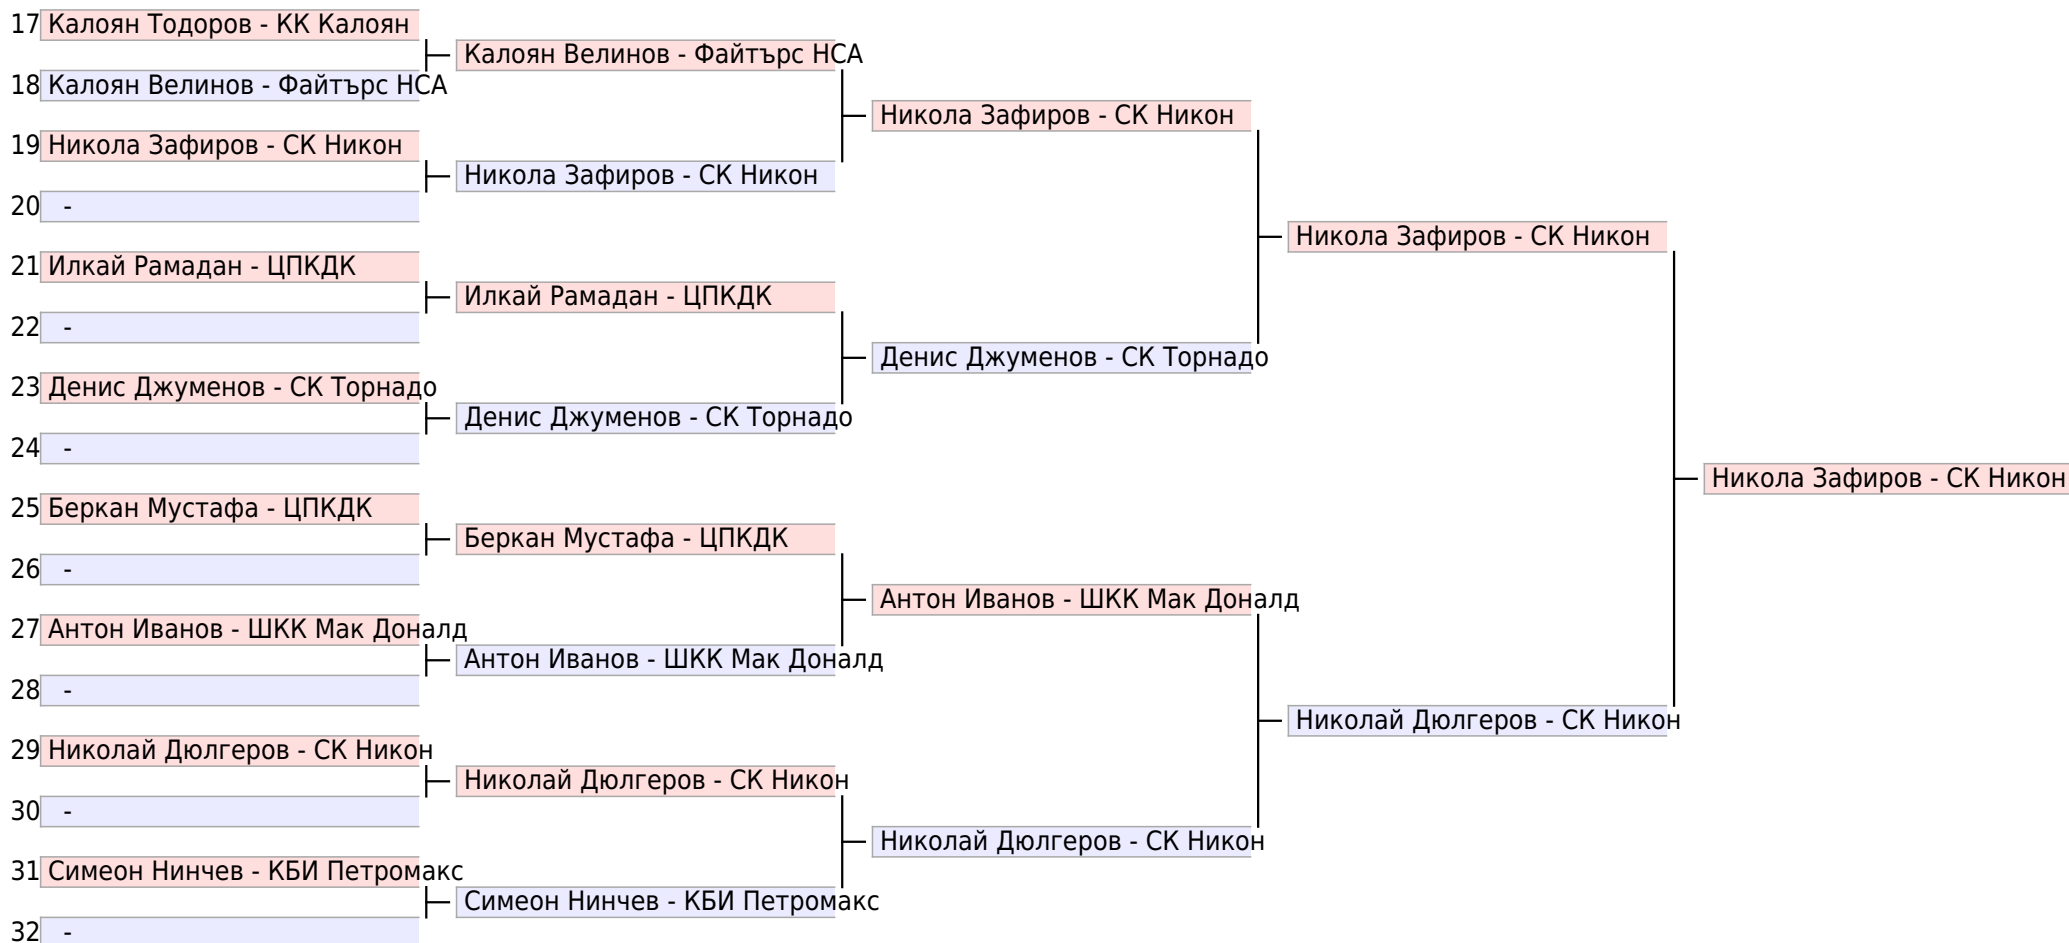 17 Калоян Тодоров - КК Калоян
Калоян Велинов - Файтърс НСА
18 Калоян Велинов - Файтърс НСА
Никола Зафиров - СК Никон
19 Никола Зафиров - СК Никон
Никола Зафиров - СК Никон
20 -
Никола Зафиров - СК Никон
21 Илкай Рамадан - ЦПКДК
Илкай Рамадан - ЦПКДК
22 -
Денис Джуменов - СК Торнадо
23 Денис Джуменов - СК Торнадо
Денис Джуменов - СК Торнадо
24 -
Никола Зафиров - СК Никон
25 Беркан Мустафа - ЦПКДК
Беркан Мустафа - ЦПКДК
26 -
Антон Иванов - ШКК Мак Доналд
27 Антон Иванов - ШКК Мак Доналд
Антон Иванов - ШКК Мак Доналд
28 -
Николай Дюлгеров - СК Никон
29 Николай Дюлгеров - СК Никон
Николай Дюлгеров - СК Никон
30 -
Николай Дюлгеров - СК Никон
31 Симеон Нинчев - КБИ Петромакс
Симеон Нинчев - КБИ Петромакс
32 -